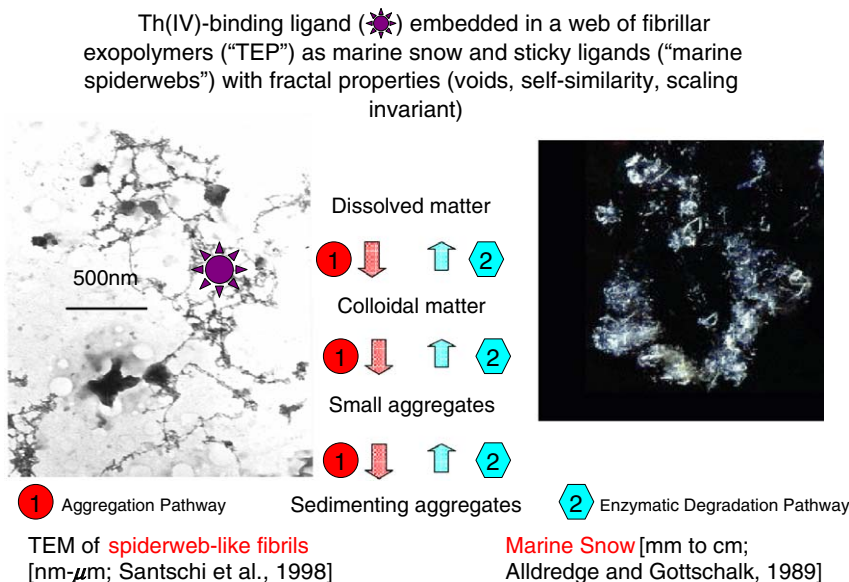 Th(IV)-binding ligand ( ) embedded in a web of fibrillar
exopolymers (“TEP”) as marine snow and sticky ligands (“marine
spiderwebs”) with fractal properties (voids, self-similarity, scaling
invariant)
500nm
Dissolved matter
1 2
Colloidal matter
1 2
Small aggregates
1 2
Sedimenting aggregates
1 Aggregation Pathway
2 Enzymatic Degradation Pathway
TEM of spiderweb-like fibrils
[nm-μm; Santschi et al., 1998]
Marine Snow [mm to cm;
Alldredge and Gottschalk, 1989]